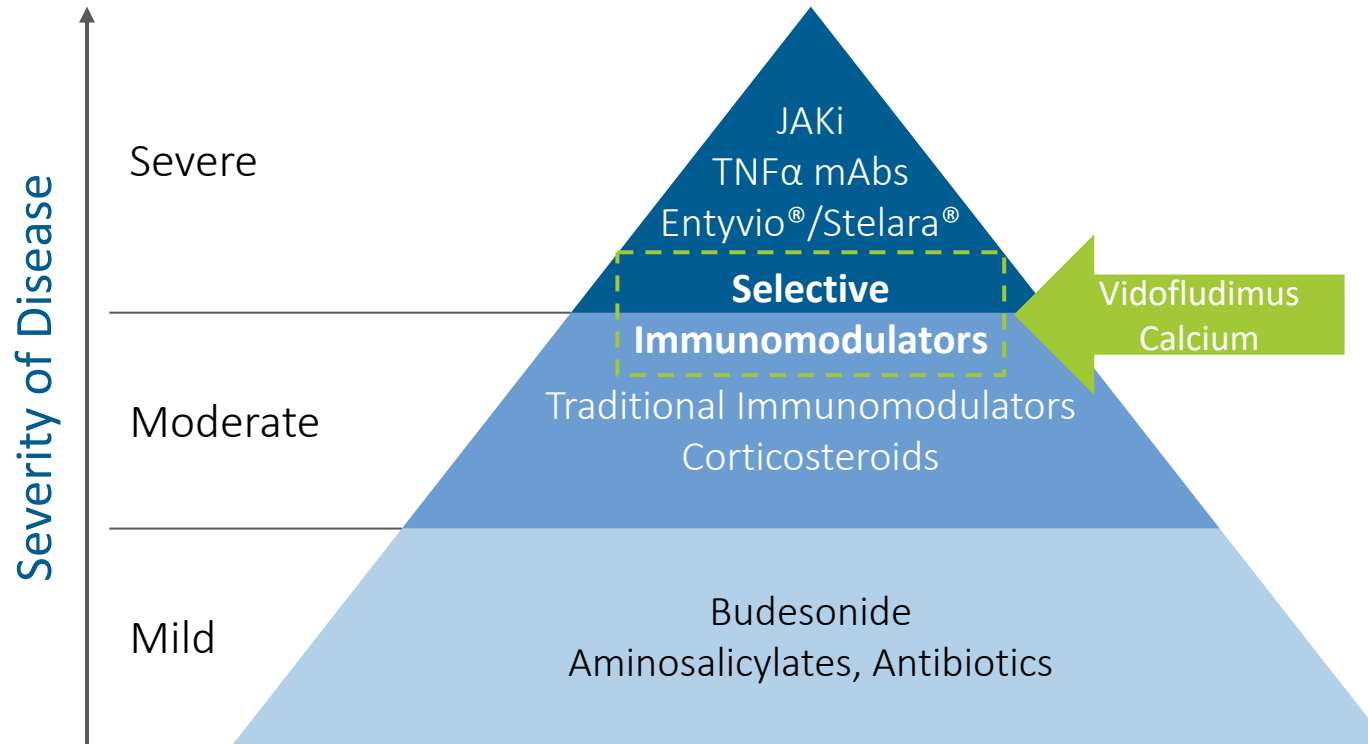 Severity of Disease
Severe
JAKi
TNFα mAbs
Entyvio®/Stelara®
Selective
Immunomodulators
Vidofludimus
Calcium
Moderate
Traditional Immunomodulators
Corticosteroids
Mild
Budesonide
Aminosalicylates, Antibiotics